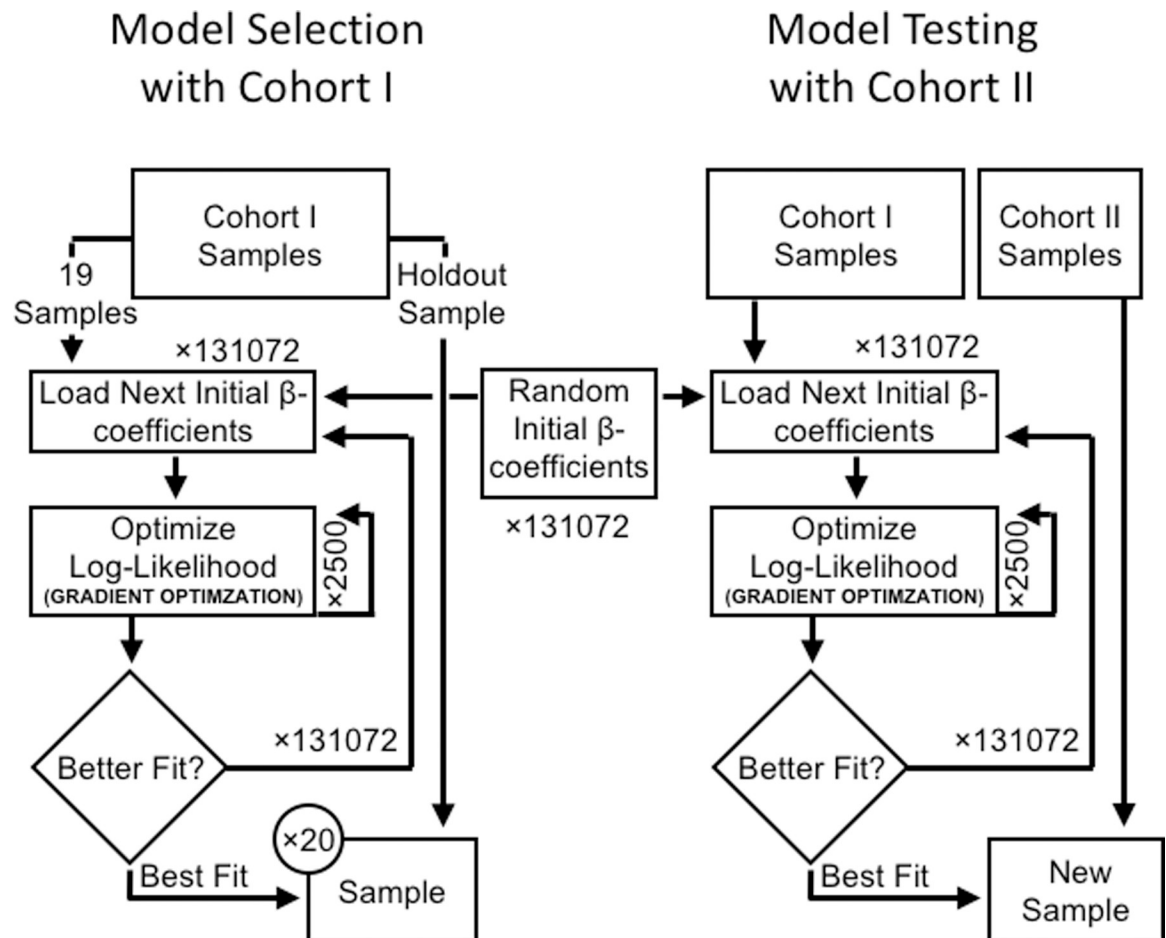 Model Selection
with Cohort I
Model Testing
with Cohort II
Cohort I
Samples
19
Samples
Holdout
Sample
×131072
Load Next Initial β-
coefficients
Optimize
Log-Likelihood
(GRADIENT OPTIMZATION)
×2500
Better Fit?
×131072
×20
Best Fit
Sample
Random
Initial β-
coefficients
×131072
Cohort I
Samples
Cohort II
Samples
×131072
Load Next Initial β-
coefficients
Optimize
Log-Likelihood
(GRADIENT OPTIMZATION)
×2500
Better Fit?
×131072
Best Fit
New
Sample